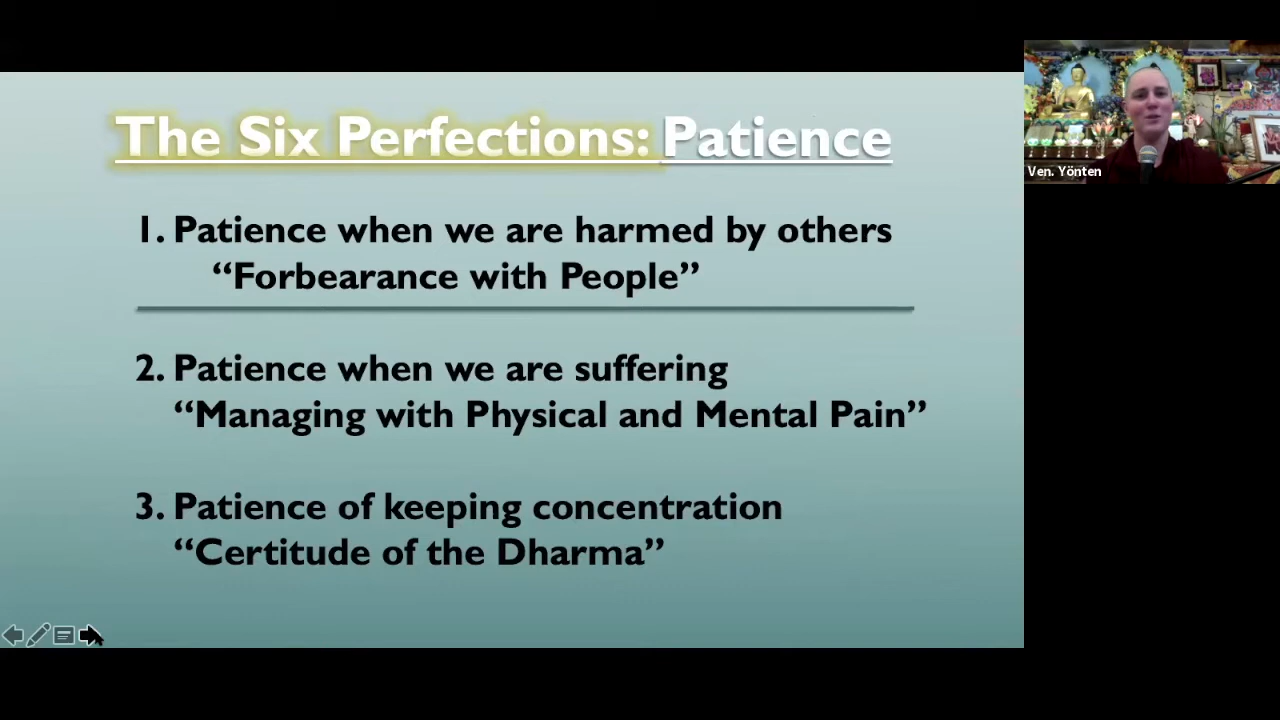 The Six Perfections: Patience
1. Patience when we are harmed by others
“Forbearance with People”
2. Patience when we are suffering
“Managing with Physical and Mental Pain”
3. Patience of keeping concentration
“Certitude of the Dharma”
Ven. Yönten